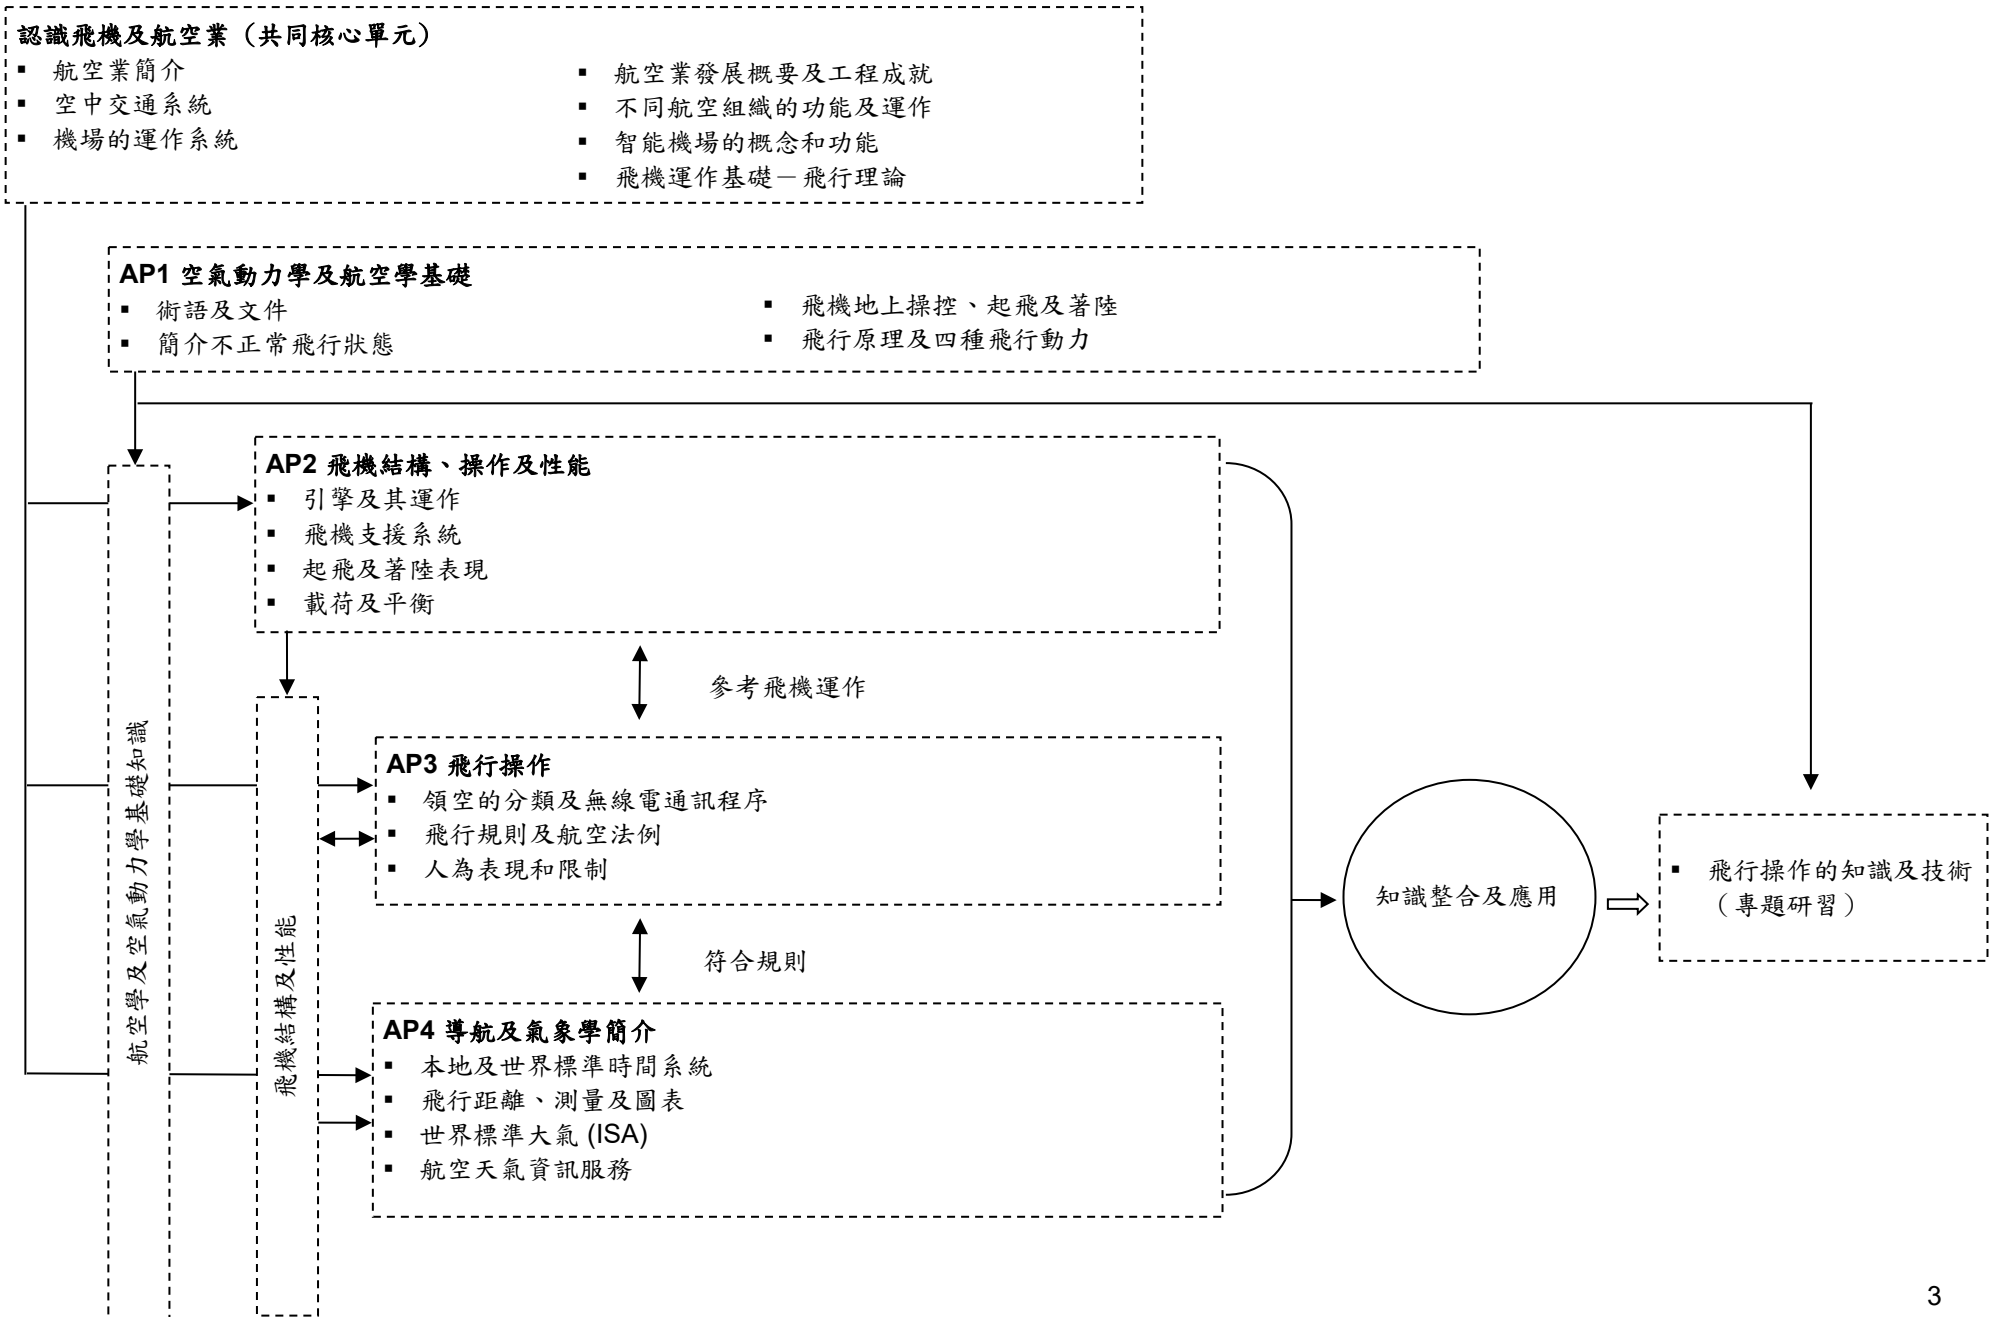 認識飛機及航空業（共同核心單元）
▪ 航空業簡介
▪ 空中交通系統
▪ 機場的運作系統
▪ 航空業發展概要及工程成就
▪ 不同航空組織的功能及運作
▪ 智能機場的概念和功能
▪ 飛機運作基礎－飛行理論
AP1 空氣動力學及航空學基礎
▪ 術語及文件
▪ 簡介不正常飛行狀態
▪ 飛機地上操控、起飛及著陸
▪ 飛行原理及四種飛行動力
航空學及空氣動力學基礎知識
AP2 飛機結構、操作及性能
▪ 引擎及其運作
▪ 飛機支援系統
▪ 起飛及著陸表現
▪ 載荷及平衡
參考飛機運作
飛機結構及性能
AP3 飛行操作
▪ 領空的分類及無線電通訊程序
▪ 飛行規則及航空法例
▪ 人為表現和限制
符合規則
AP4 導航及氣象學簡介
▪ 本地及世界標準時間系統
▪ 飛行距離、測量及圖表
▪ 世界標準大氣 (ISA)
▪ 航空天氣資訊服務
知識整合及應用
▪ 飛行操作的知識及技術
（專題研習）
3